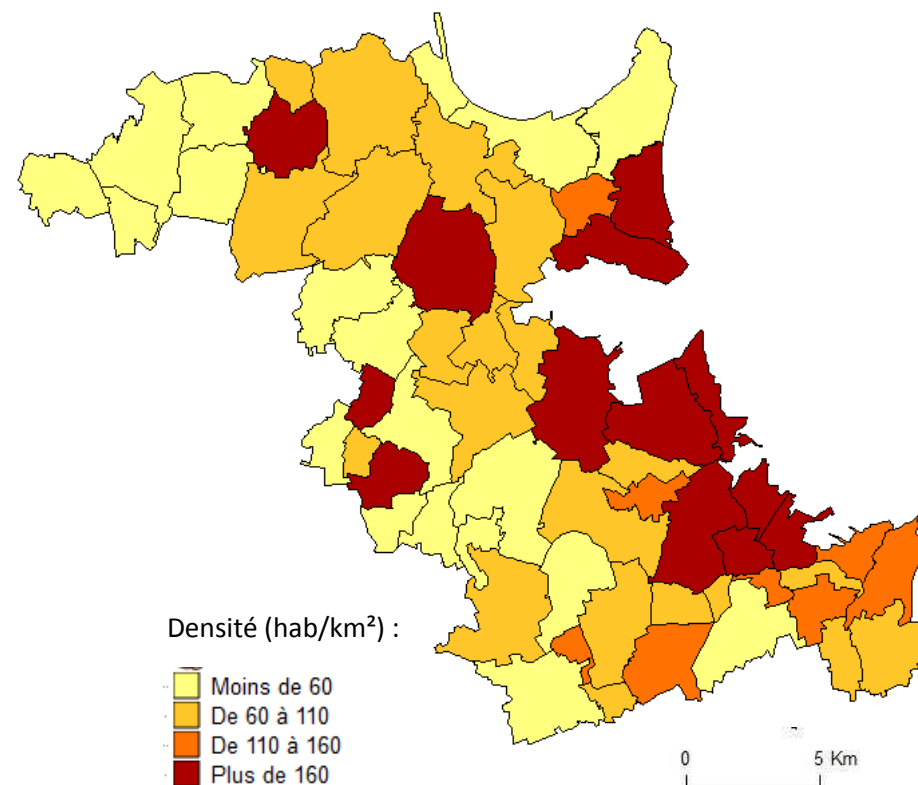 Densité (hab/km²) :
Moins de 60
De 60 à 110
De 110 à 160
Plus de 160
0 5 Km